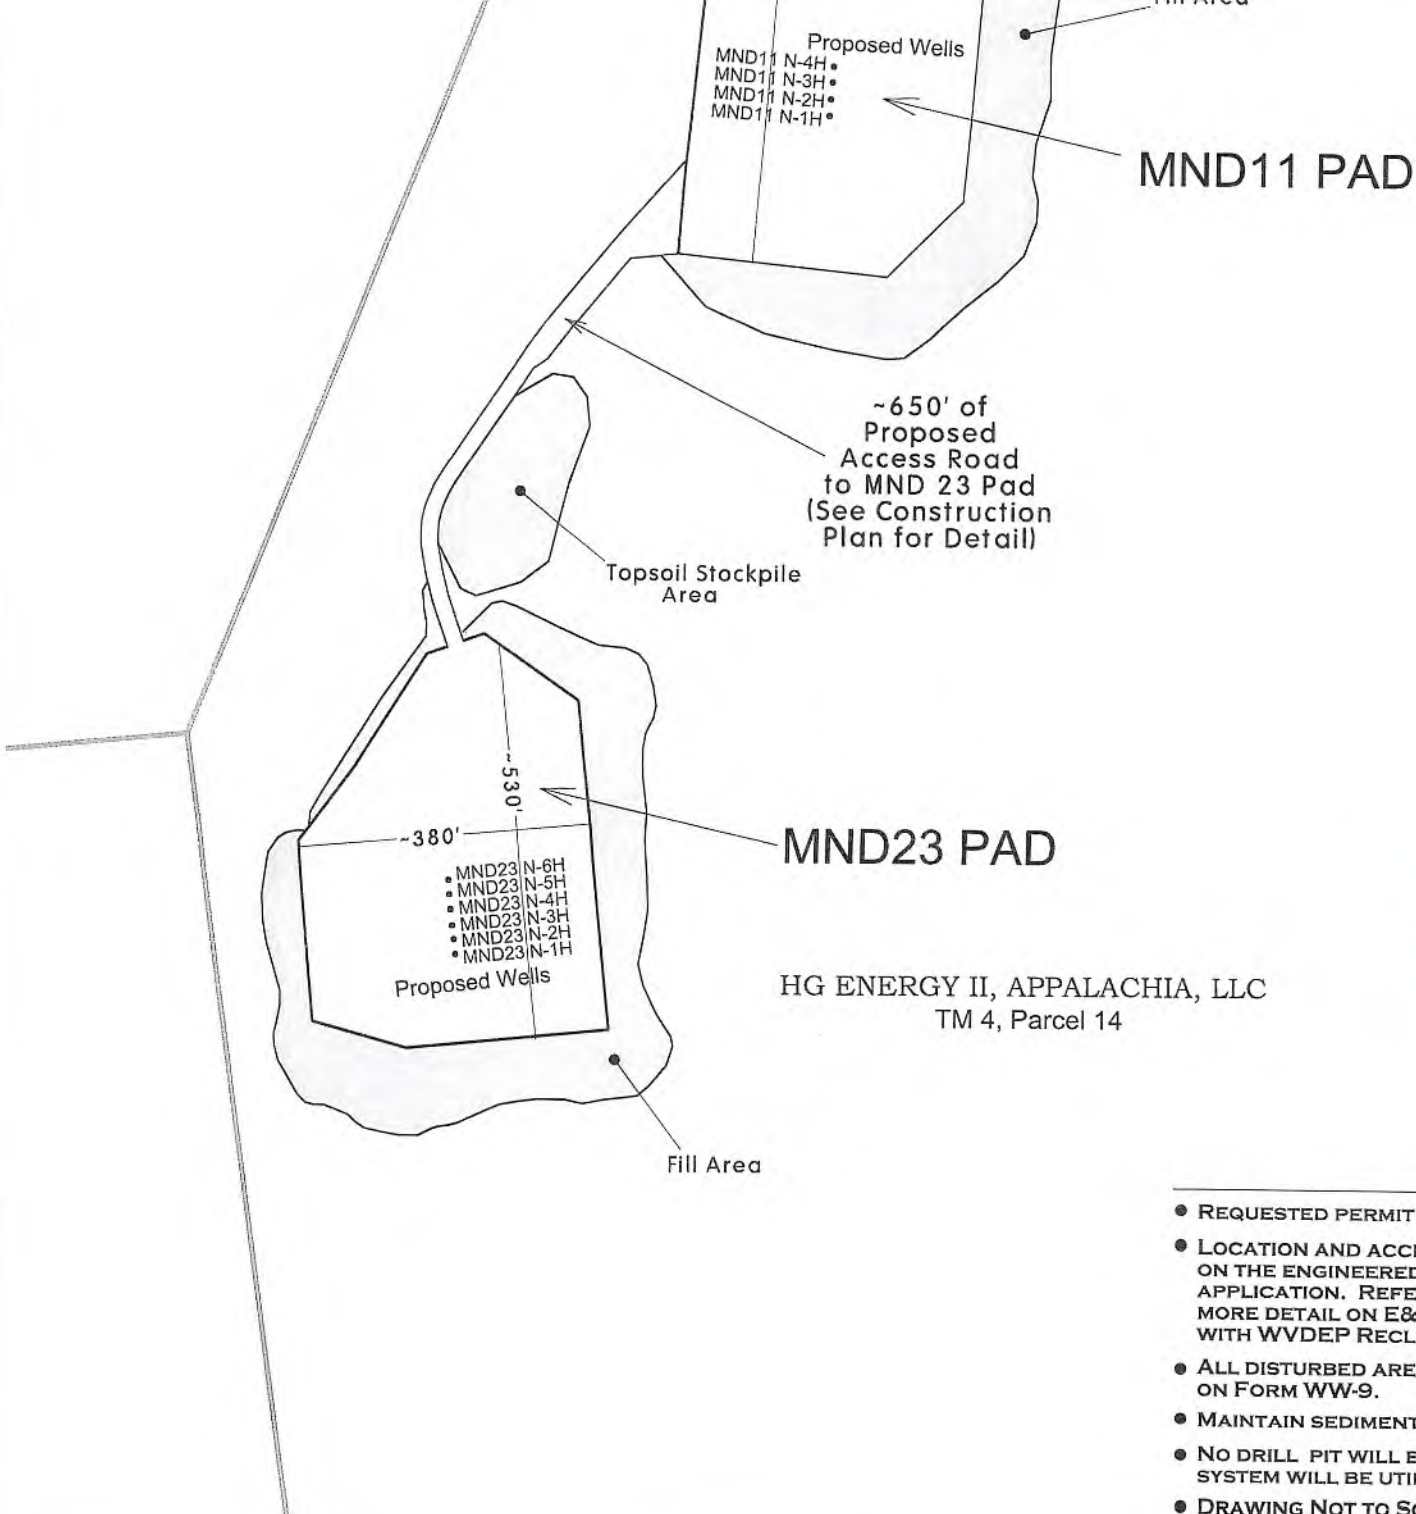 Fill Area
Proposed Wells
MND11 N-4H
MND11 N-3H
MND11 N-2H
MND11 N-1H
MND11 PAD
~650' of
Proposed
Access Road
to MND 23 Pad
(See Construction
Plan for Detail)
Topsoil Stockpile
Area
~530'
~380'
MND23 PAD
MND23 N-6H
MND23 N-5H
MND23 N-4H
MND23 N-3H
MND23 N-2H
MND23 N-1H
Proposed Wells
HG ENERGY II, APPALACHIA, LLC
TM 4, Parcel 14
Fill Area
• REQUESTED PERMIT
• LOCATION AND
ON THE ENGINEERED
APPLICATION. REFE
MORE DETAIL ON E&
WITH WVDEP RECL
• ALL DISTURBED ARE
ON FORM WW-9.
• MAINTAIN SEDIMENT
• NO DRILL PIT WILL
SYSTEM WILL BE UTI
• DRAWING NOT TO